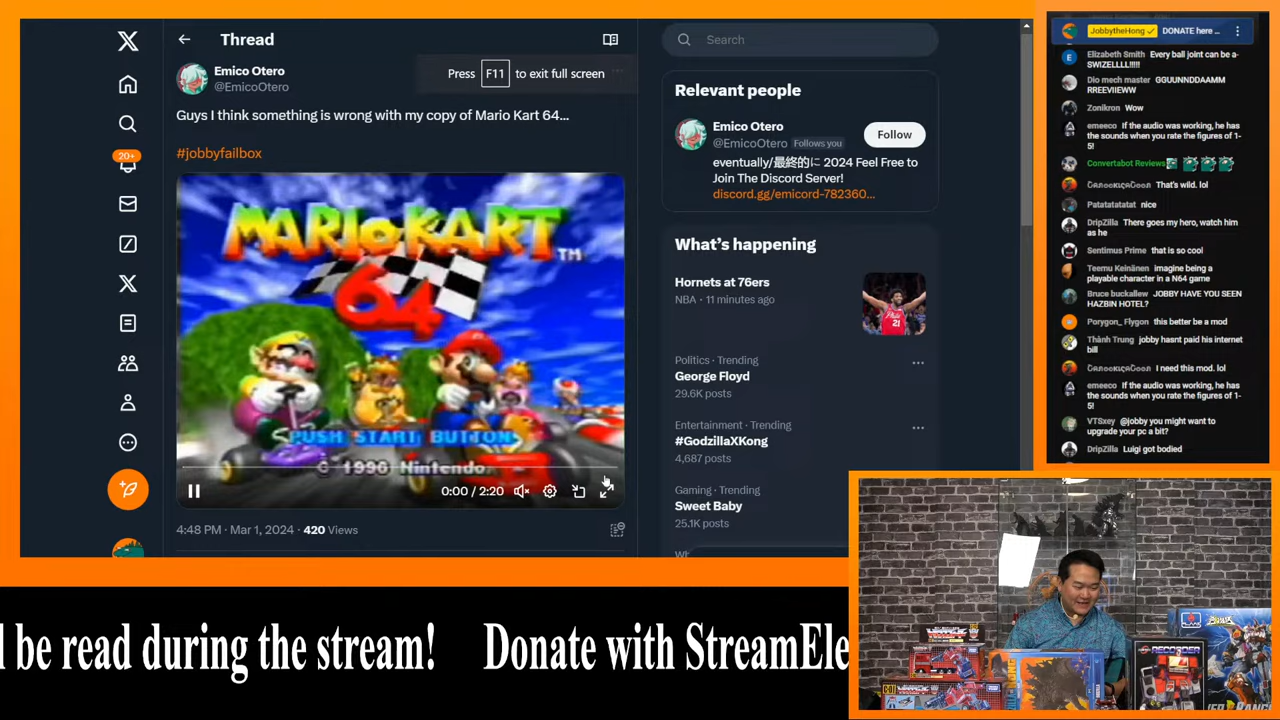 Thread
Emico Otero
@EmicoOtero
Press F11 to exit full screen
Guys I think something is wrong with my copy of Mario Kart 64...
#jobbyfailbox
20+
MARIO KART
TM
64
PUSH START BUTTON
© 1996 Nintendo
0:00 / 2:20
4:48 PM · Mar 1, 2024 · 420 Views
Search
Relevant people
Emico Otero
@EmicoOtero Follows you
Follow
eventually/最終的に 2024 Feel Free to
Join The Discord Server!
discord.gg/emicord-782360...
What's happening
Hornets at 76ers
NBA · 11 minutes ago
Politics · Trending
George Floyd
29.6K posts
Entertainment · Trending
#GodzillaXKong
4,687 posts
Gaming · Trending
Sweet Baby
25.1K posts
JobbytheHong DONATE here ...
Elizabeth Smith Every ball joint can be a-
SWIZELLLL!!!!!
Dio mech master GGUUNNDDAAMM
RREEVIIEEWW
Zonikron Wow
emeeco If the audio was working, he has
the sounds when you rate the figures of 1-
5!
Convertabot Reviews
That's wild. lol
Patatatatatat nice
DripZilla There goes my hero, watch him
as he
Sentimus Prime that is so cool
Teemu Keinänen imagine being a
playable character in a N64 game
Bruce buckallew JOBBY HAVE YOU SEEN
HAZBIN HOTEL?
Porygon_ Flygon this better be a mod
Thành Trung jobby hasnt paid his internet
bill
I need this mod. lol
emeeco If the audio was working, he has
the sounds when you rate the figures of 1-
5!
VTSxey @jobby you might want to
upgrade your pc a bit?
DripZilla Luigi got bodied
RECORDER
l be read during the stream! Donate with StreamEle